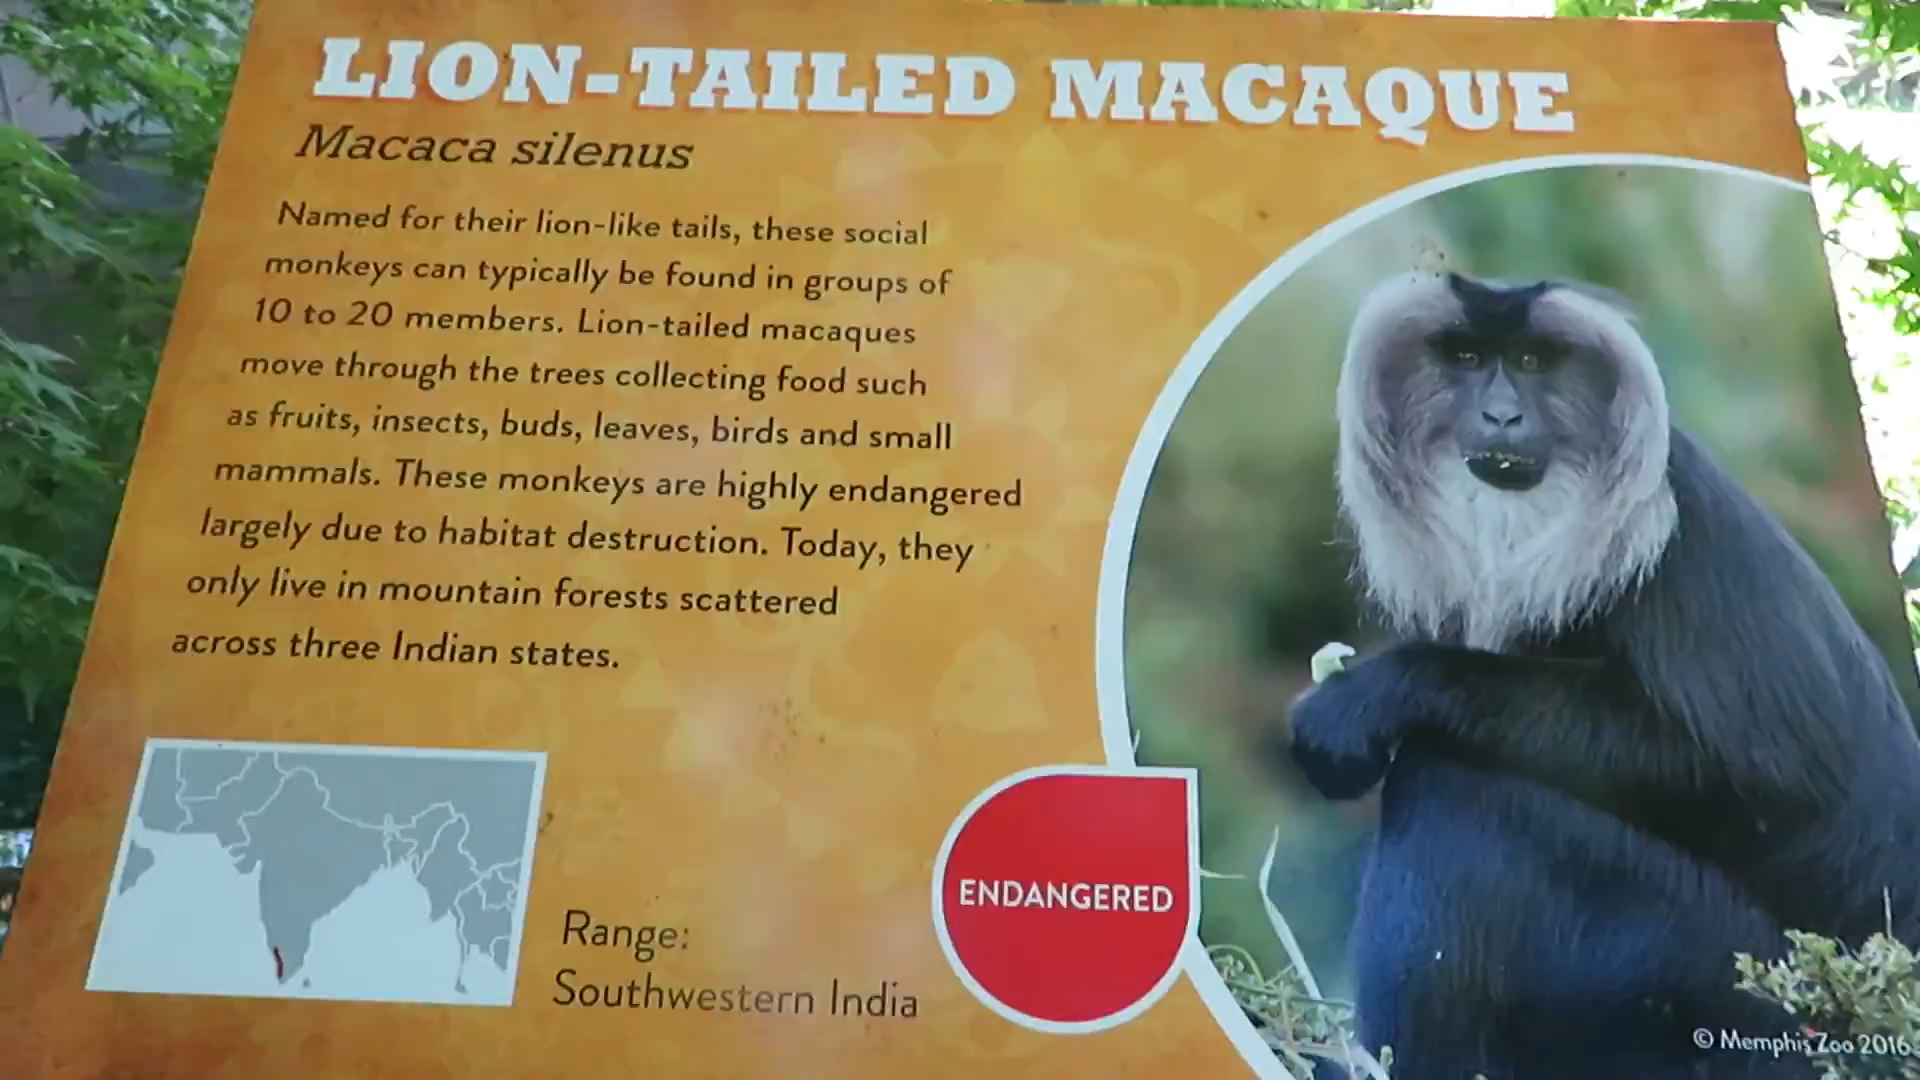 LION-TAILED MACAQUE
Macaca silenus
Named for their lion-like tails, these social
monkeys can typically be found in groups of
10 to 20 members. Lion-tailed macaques
move through the trees collecting food such
as fruits, insects, buds, leaves, birds and small
mammals. These monkeys are highly endangered
largely due to habitat destruction. Today, they
only live in mountain forests scattered
across three Indian states.
ENDANGERED
Range:
Southwestern India
© Memphis Zoo 2016